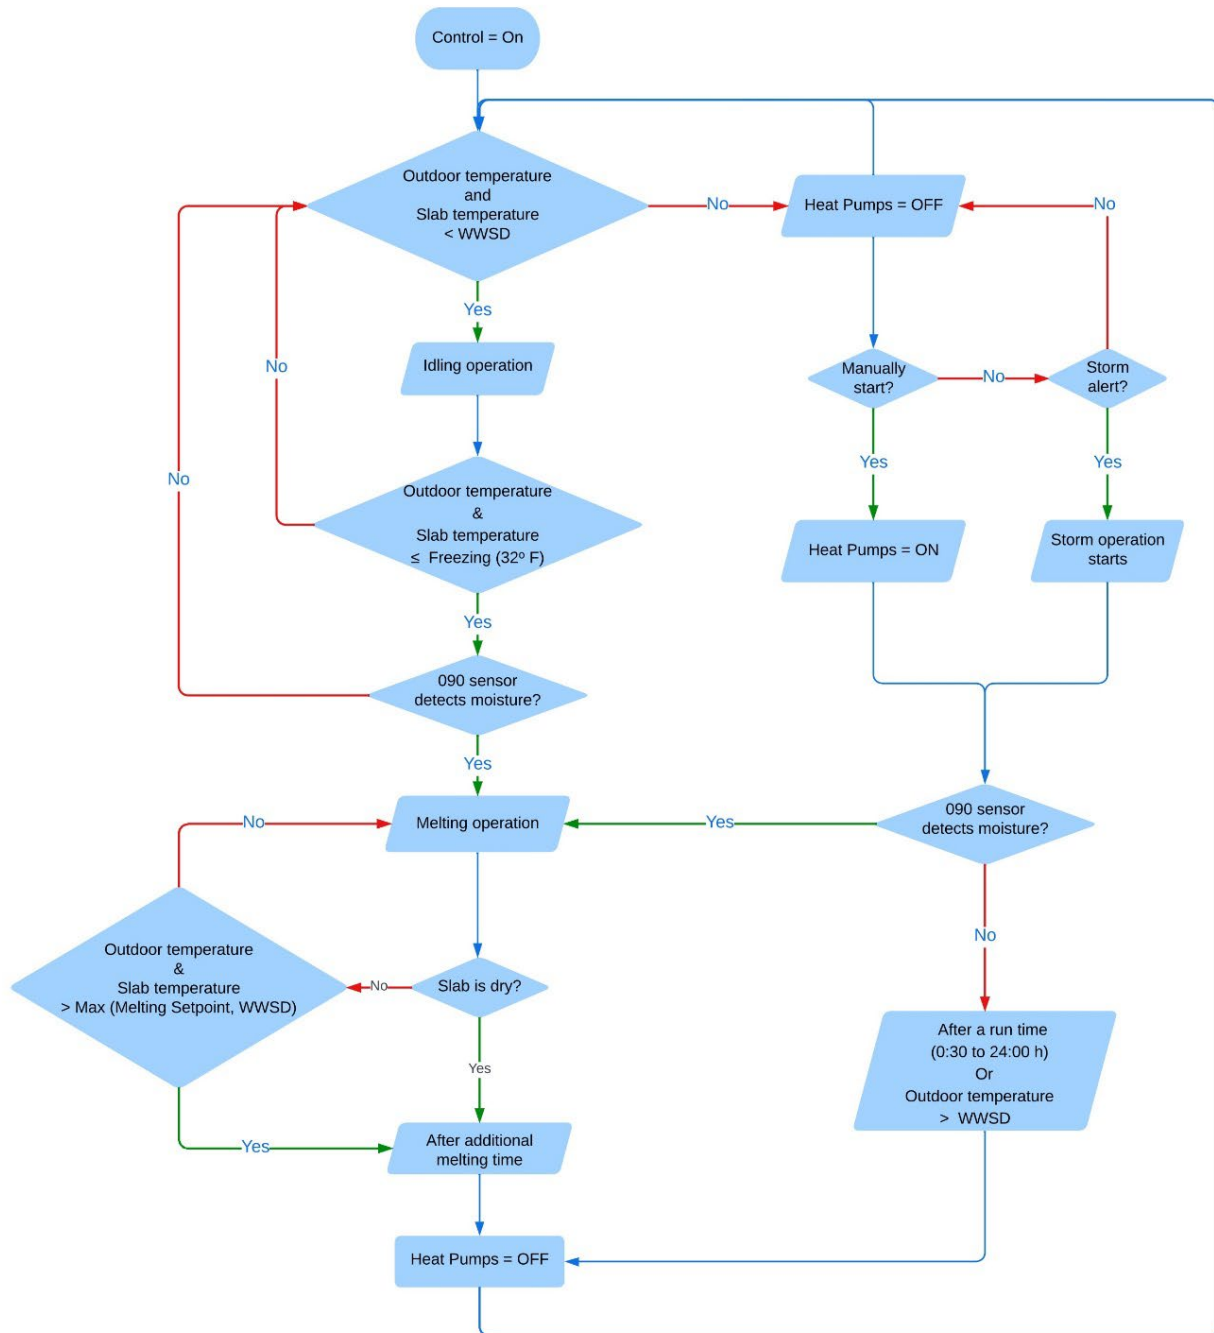 Control = On
Outdoor temperature
and
Slab temperature
< WWSD
No
Heat Pumps = OFF
No
Yes
Idling operation
No
Manually
start?
No
Storm
alert?
Yes
Yes
No
Outdoor temperature
&
Slab temperature
≤ Freezing (32º F)
Heat Pumps = ON
Storm operation
starts
Yes
090 sensor
detects moisture?
Yes
No
Melting operation
Yes
090 sensor
detects moisture?
No
Outdoor temperature
&
Slab temperature
> Max (Melting Setpoint, WWSD)
No
Slab is dry?
Yes
After a run time
(0:30 to 24:00 h)
Or
Outdoor temperature
> WWSD
Yes
After additional
melting time
Heat Pumps = OFF